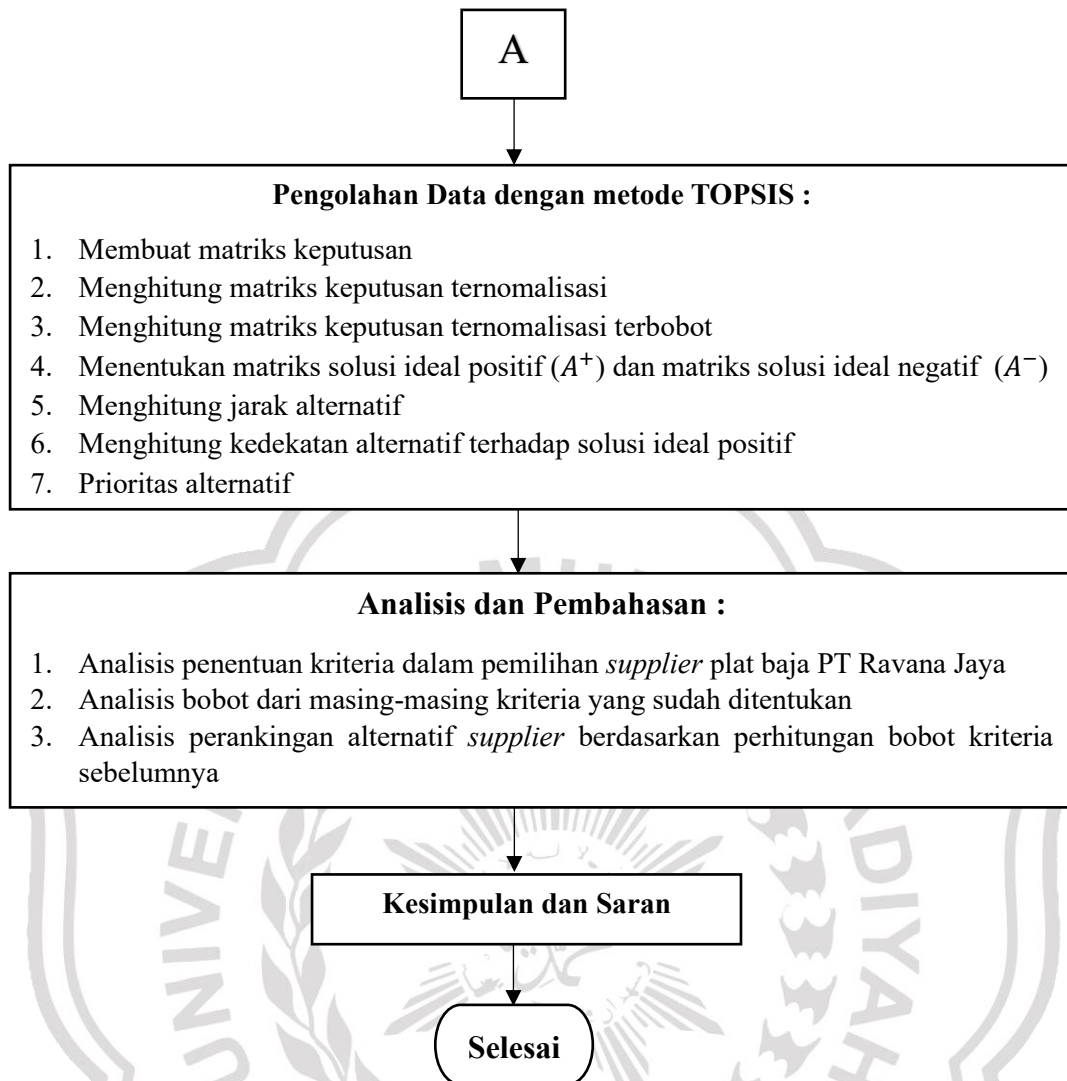 A
Pengolahan Data dengan metode TOPSIS :
1. Membuat matriks keputusan
2. Menghitung matriks keputusan ternomalisasi
3. Menghitung matriks keputusan ternomalisasi terbobot
4. Menentukan matriks solusi ideal positif (A⁺) dan matriks solusi ideal negatif (A⁻)
5. Menghitung jarak alternatif
6. Menghitung kedekatan alternatif terhadap solusi ideal positif
7. Prioritas alternatif
Analisis dan Pembahasan :
1. Analisis penentuan kriteria dalam pemilihan supplier plat baja PT Ravana Jaya
2. Analisis bobot dari masing-masing kriteria yang sudah ditentukan
3. Analisis perankingan alternatif supplier berdasarkan perhitungan bobot kriteria
sebelumnya
Kesimpulan dan Saran
Selesai